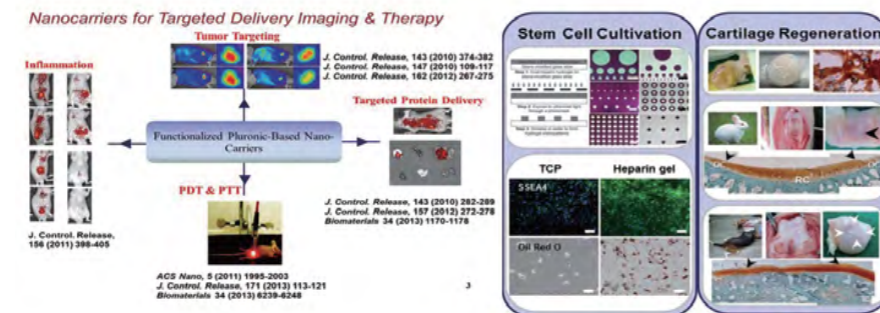 Nanocarriers for Targeted Delivery Imaging & Therapy
Tumor Targeting
J. Control. Release, 143 (2010) 374-382
J. Control. Release, 147 (2010) 109-117
J. Control. Release, 162 (2012) 267-275
Inflammation
Targeted Protein Delivery
Functionalized Pluronic-Based Nano-
Carriers
PDT & PTT
J. Control. Release, 143 (2010) 282-289
J. Control. Release, 157 (2012) 272-278
Biomaterials 34 (2013) 1170-1178
J. Control. Release,
156 (2011) 398-405
ACS Nano, 5 (2011) 1995-2003
J. Control. Release, 171 (2013) 113-121
Biomaterials 34 (2013) 6239-6248
3
Stem Cell Cultivation
TCP
Heparin gel
SSEA4
Oil Red O
Cartilage Regeneration
RC